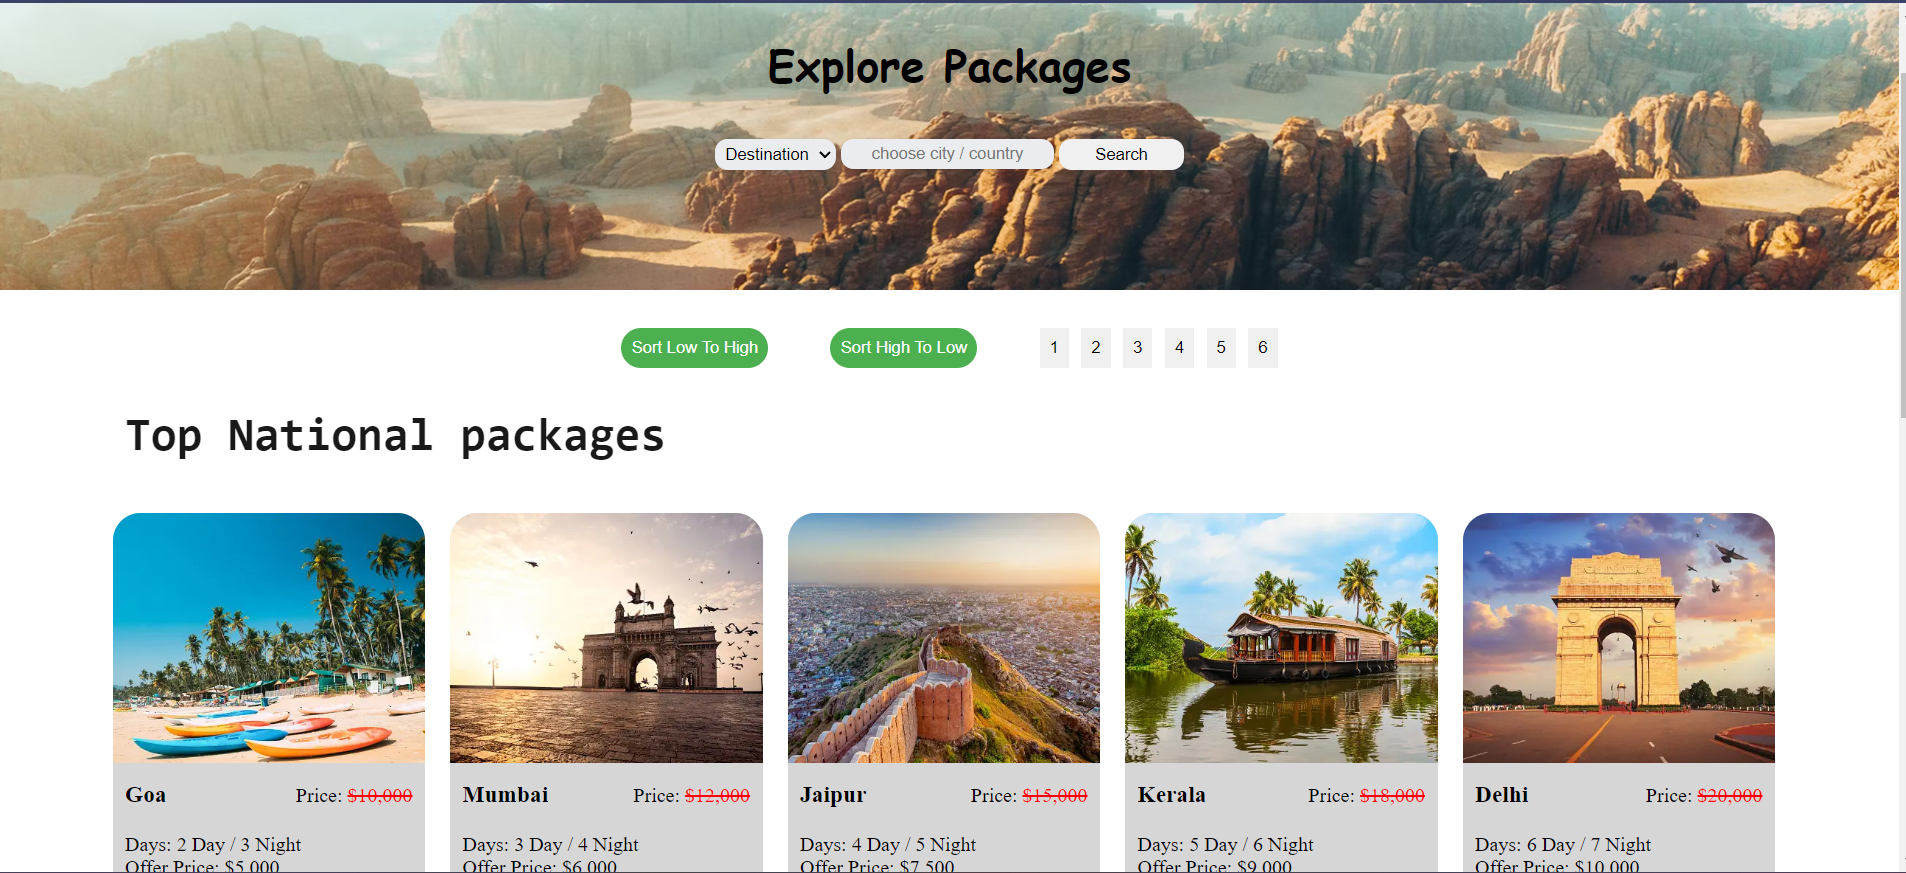 Explore Packages
Destination choose city / country Search
Sort Low To High Sort High To Low 1 2 3 4 5 6
Top National packages
Goa Price: $10,000
Days: 2 Day / 3 Night
Offer Price: $5,000
Mumbai Price: $12,000
Days: 3 Day / 4 Night
Offer Price: $6,000
Jaipur Price: $15,000
Days: 4 Day / 5 Night
Offer Price: $7,500
Kerala Price: $18,000
Days: 5 Day / 6 Night
Offer Price: $9,000
Delhi Price: $20,000
Days: 6 Day / 7 Night
Offer Price: $10,000